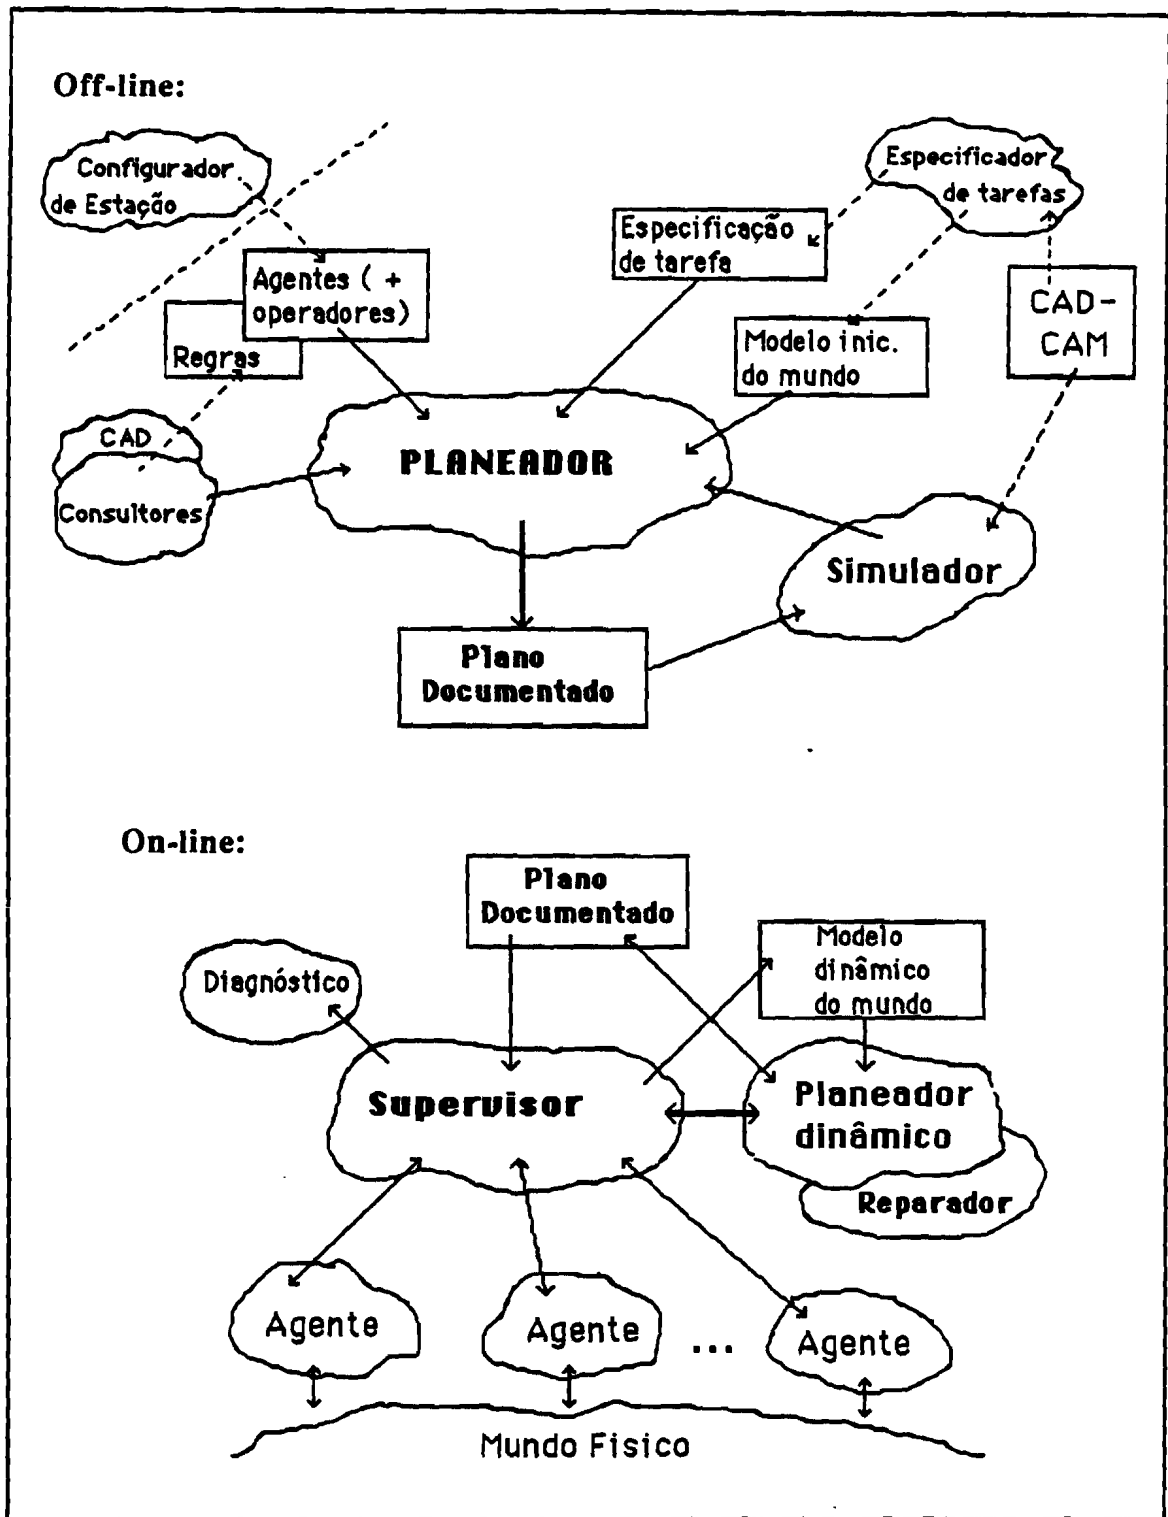 Off-line:
Configurador
de Estação
Especificador
de tarefas
Especificação
de tarefa
Agentes ( +
operadores)
Regras
CAD-
CAM
Modelo inic.
do mundo
CAD
Consultores
PLANEADOR
Simulador
Plano
Documentado
On-line:
Plano
Documentado
Modelo
dinâmico
do mundo
Diagnóstico
Supervisor
Planeador
dinâmico
Reparador
Agente
Agente
...
Agente
Mundo Fisico